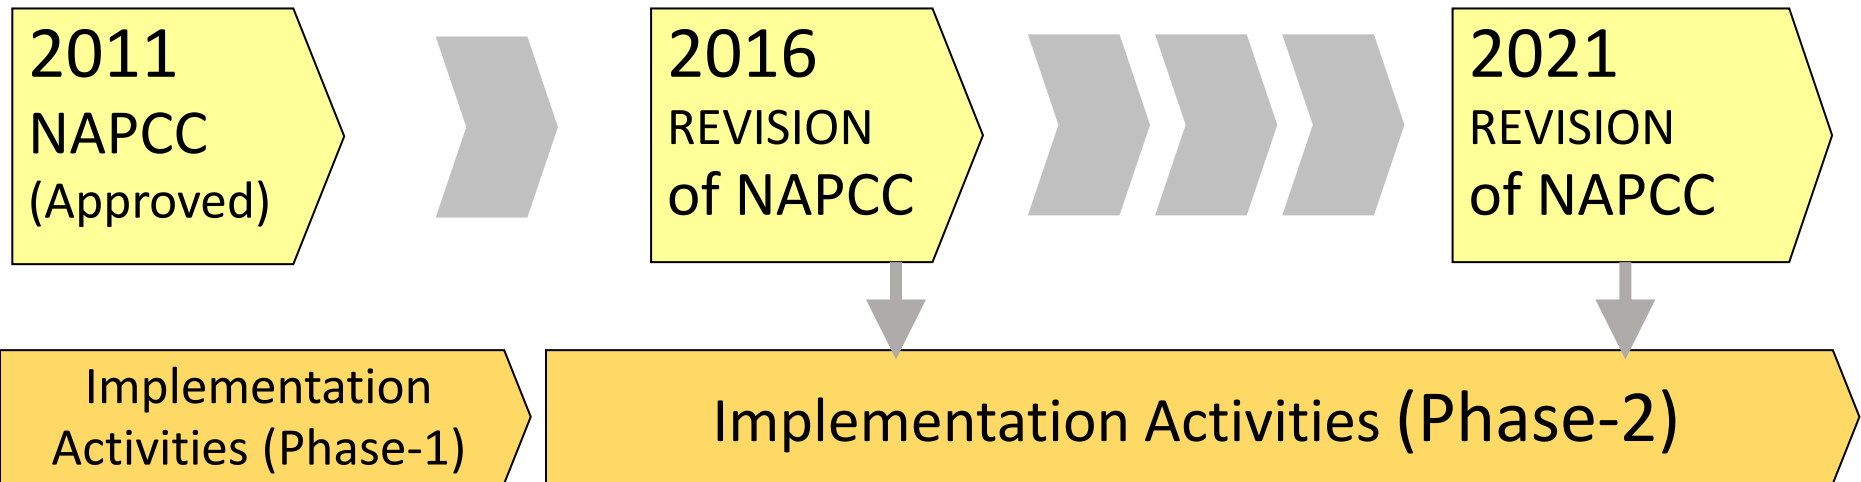 2011
NAPCC
(Approved)
2016
REVISION
of NAPCC
2021
REVISION
of NAPCC
Implementation
Activities (Phase-1)
Implementation Activities (Phase-2)